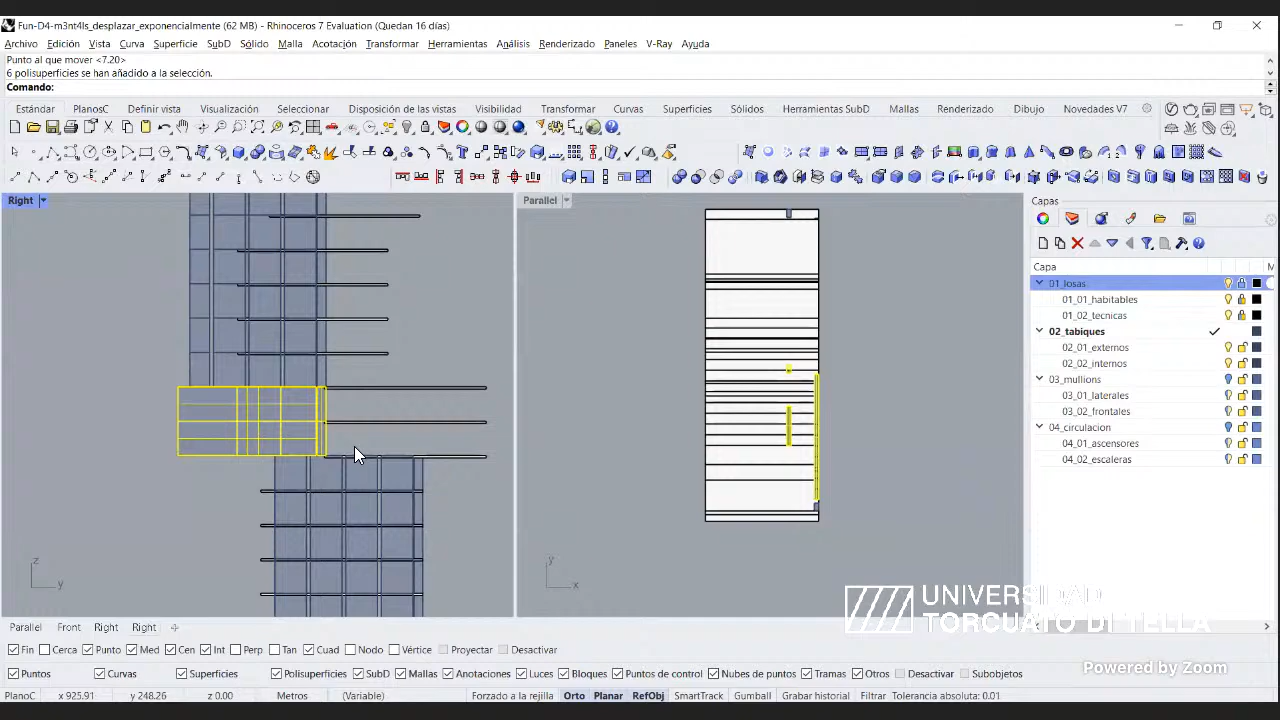 Fun-D4-m3nt4ls_desplazar_exponencialmente (62 MB) - Rhinoceros 7 Evaluation (Quedan 16 días)
Archivo Edición Vista Curva Superficie SubD Sólido Malla Acotación Transformar Herramientas Análisis Renderizado Paneles V-Ray Ayuda
Punto al que mover <7.20>
6 polisuperficies se han añadido a la selección.
Comando:
Estándar PlanosC Definir vista Visualización Seleccionar Disposición de las vistas Visibilidad Transformar Curvas Superficies Sólidos Herramientas SubD Mallas Renderizado Dibujo Novedades V7
Right Parallel Capas
Capa M
01_losas
01_01_habitables
01_02_tecnicas
02_tabiques
02_01_externos
02_02_internos
03_mullions
03_01_laterales
03_02_frontales
04_circulacion
04_01_ascensores
04_02_escaleras
z y
y x
UNIVERSIDAD
TORCUATO DI TELLA
Parallel Front Right Right
Fin Cerca Punto Med Cen Int Perp Tan Cuad Nodo Vértice Proyectar Desactivar
Powered by Zoom
Puntos Curvas Superficies Polisuperficies SubD Mallas Anotaciones Luces Bloques Puntos de control Nubes de puntos Tramas Otros Desactivar Subobjetos
PlanoC x 925.91 y 248.26 z 0.00 Metros (Variable) Forzado a la rejilla Orto Planar RefObj SmartTrack Gumball Grabar historial Filtrar Tolerancia absoluta: 0.01